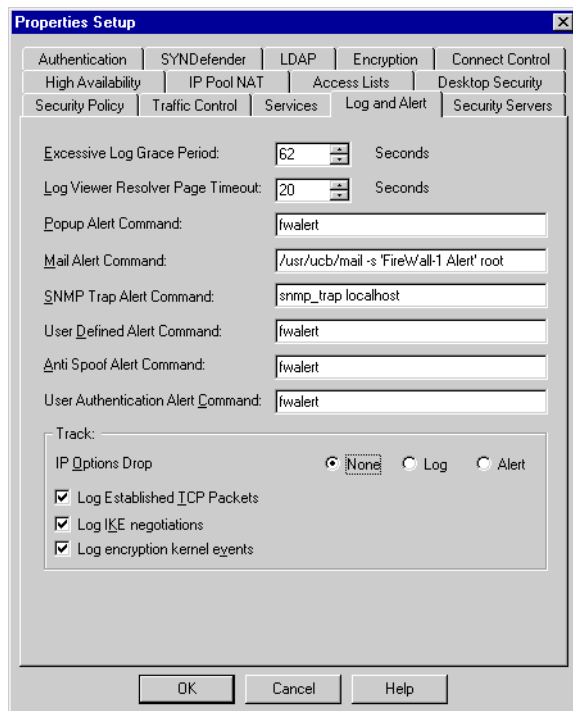 Properties Setup
Authentication SYNDefender LDAP Encryption Connect Control
High Availability IP Pool NAT Access Lists Desktop Security
Security Policy Traffic Control Services Log and Alert Security Servers
Excessive Log Grace Period: 62 Seconds
Log Viewer Resolver Page Timeout: 20 Seconds
Popup Alert Command: fwalert
Mail Alert Command: /usr/ucb/mail -s 'FireWall-1 Alert' root
SNMP Trap Alert Command: snmp_trap localhost
User Defined Alert Command: fwalert
Anti Spoof Alert Command: fwalert
User Authentication Alert Command: fwalert
Track:
IP Options Drop None Log Alert
Log Established TCP Packets
Log IKE negotiations
Log encryption kernel events
OK Cancel Help